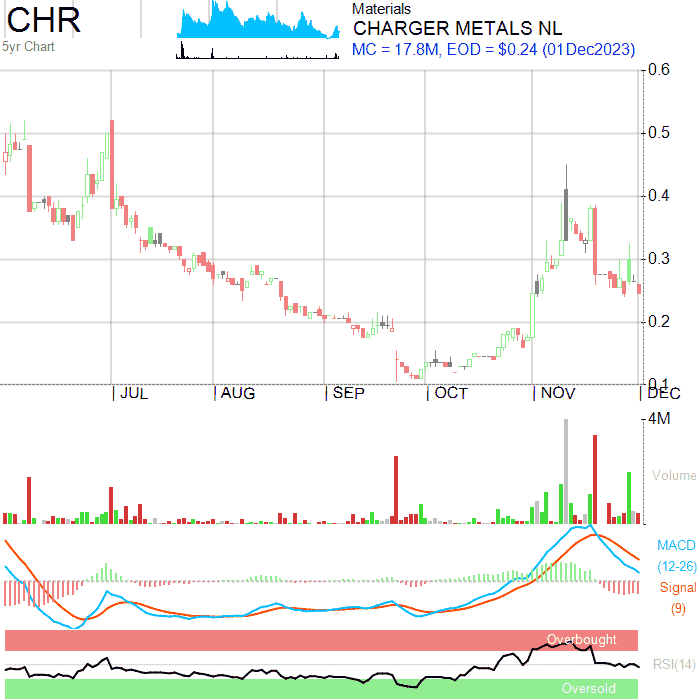 CHR
Materials
CHARGER METALS NL
5yr Chart
MC = 17.8M, EOD = $0.24 (01Dec2023)
0.6
0.5
0.4
0.3
0.2
0.1
JUL AUG SEP OCT NOV DEC
4M
Volume
MACD
(12-26)
Signal
(9)
Overbought
RSI(14)
Oversold